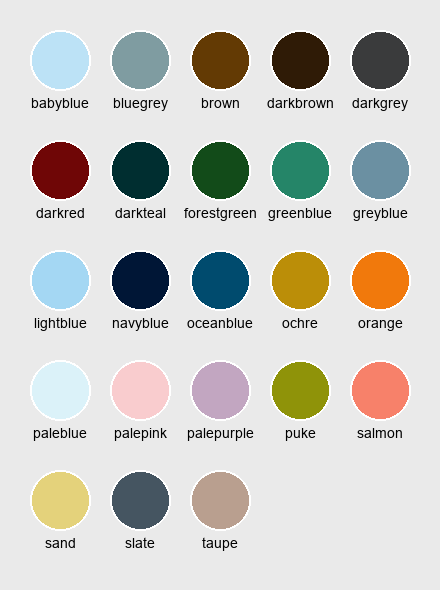 babyblue bluegrey brown darkbrown darkgrey
darkred darkteal forestgreen greenblue greyblue
lightblue navyblue oceanblue ochre orange
paleblue palepink palepurple puke salmon
sand slate taupe